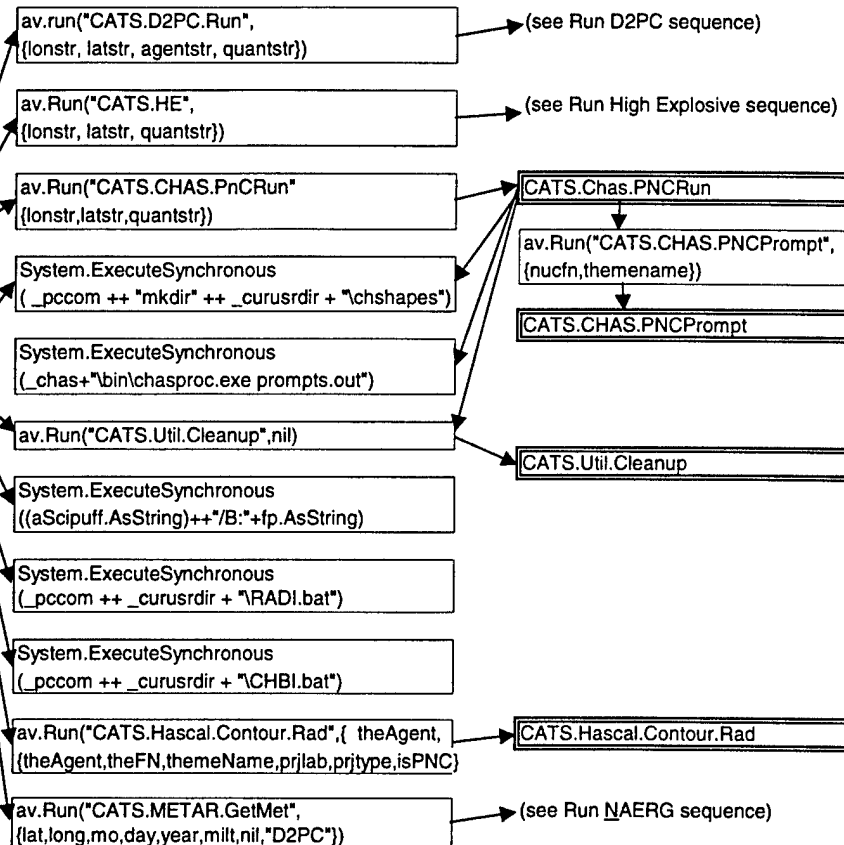 av.run("CATS.D2PC.Run",
{lonstr, latstr, agentstr, quantstr})
(see Run D2PC sequence)
av.Run("CATS.HE",
{lonstr, latstr, quantstr})
(see Run High Explosive sequence)
av.Run("CATS.CHAS.PnCRun"
{lonstr,latstr,quantstr})
CATS.Chas.PNCRun
av.Run("CATS.CHAS.PNCPrompt",
{nucfn,themename})
System.ExecuteSynchronous
( _pccom ++ "mkdir" ++ _curusrdir + "\chshapes")
CATS.CHAS.PNCPrompt
System.ExecuteSynchronous
(_chas+"\bin\chasproc.exe prompts.out")
av.Run("CATS.Util.Cleanup",nil)
CATS.Util.Cleanup
System.ExecuteSynchronous
((aScipuff.AsString)++"/B:"+fp.AsString)
System.ExecuteSynchronous
(_pccom ++ _curusrdir + "\RADI.bat")
System.ExecuteSynchronous
(_pccom ++ _curusrdir + "\CHBI.bat")
av.Run("CATS.Hascal.Contour.Rad",{ theAgent,
{theAgent,theFN,themeName,prjlab,prjtype,isPNC}
CATS.Hascal.Contour.Rad
av.Run("CATS.METAR.GetMet",
{lat,long,mo,day,year,milt,nil,"D2PC"})
(see Run NAERG sequence)